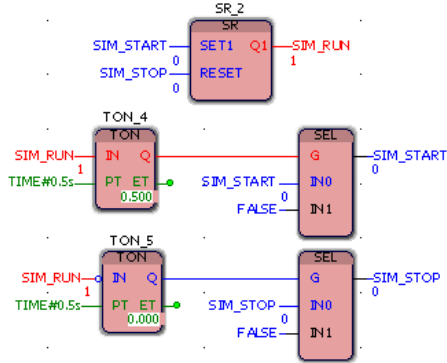 SR_2
SR
SIM_START SET1 Q1 SIM_RUN
0 1
SIM_STOP RESET
0
TON_4
TON SEL
SIM_RUN IN Q G SIM_START
1 0
TIME#0.5s PT ET SIM_START IN0
0.500 0
FALSE IN1
TON_5
TON SEL
SIM_RUN IN Q G SIM_STOP
1 0
TIME#0.5s PT ET SIM_STOP IN0
0.000 0
FALSE IN1